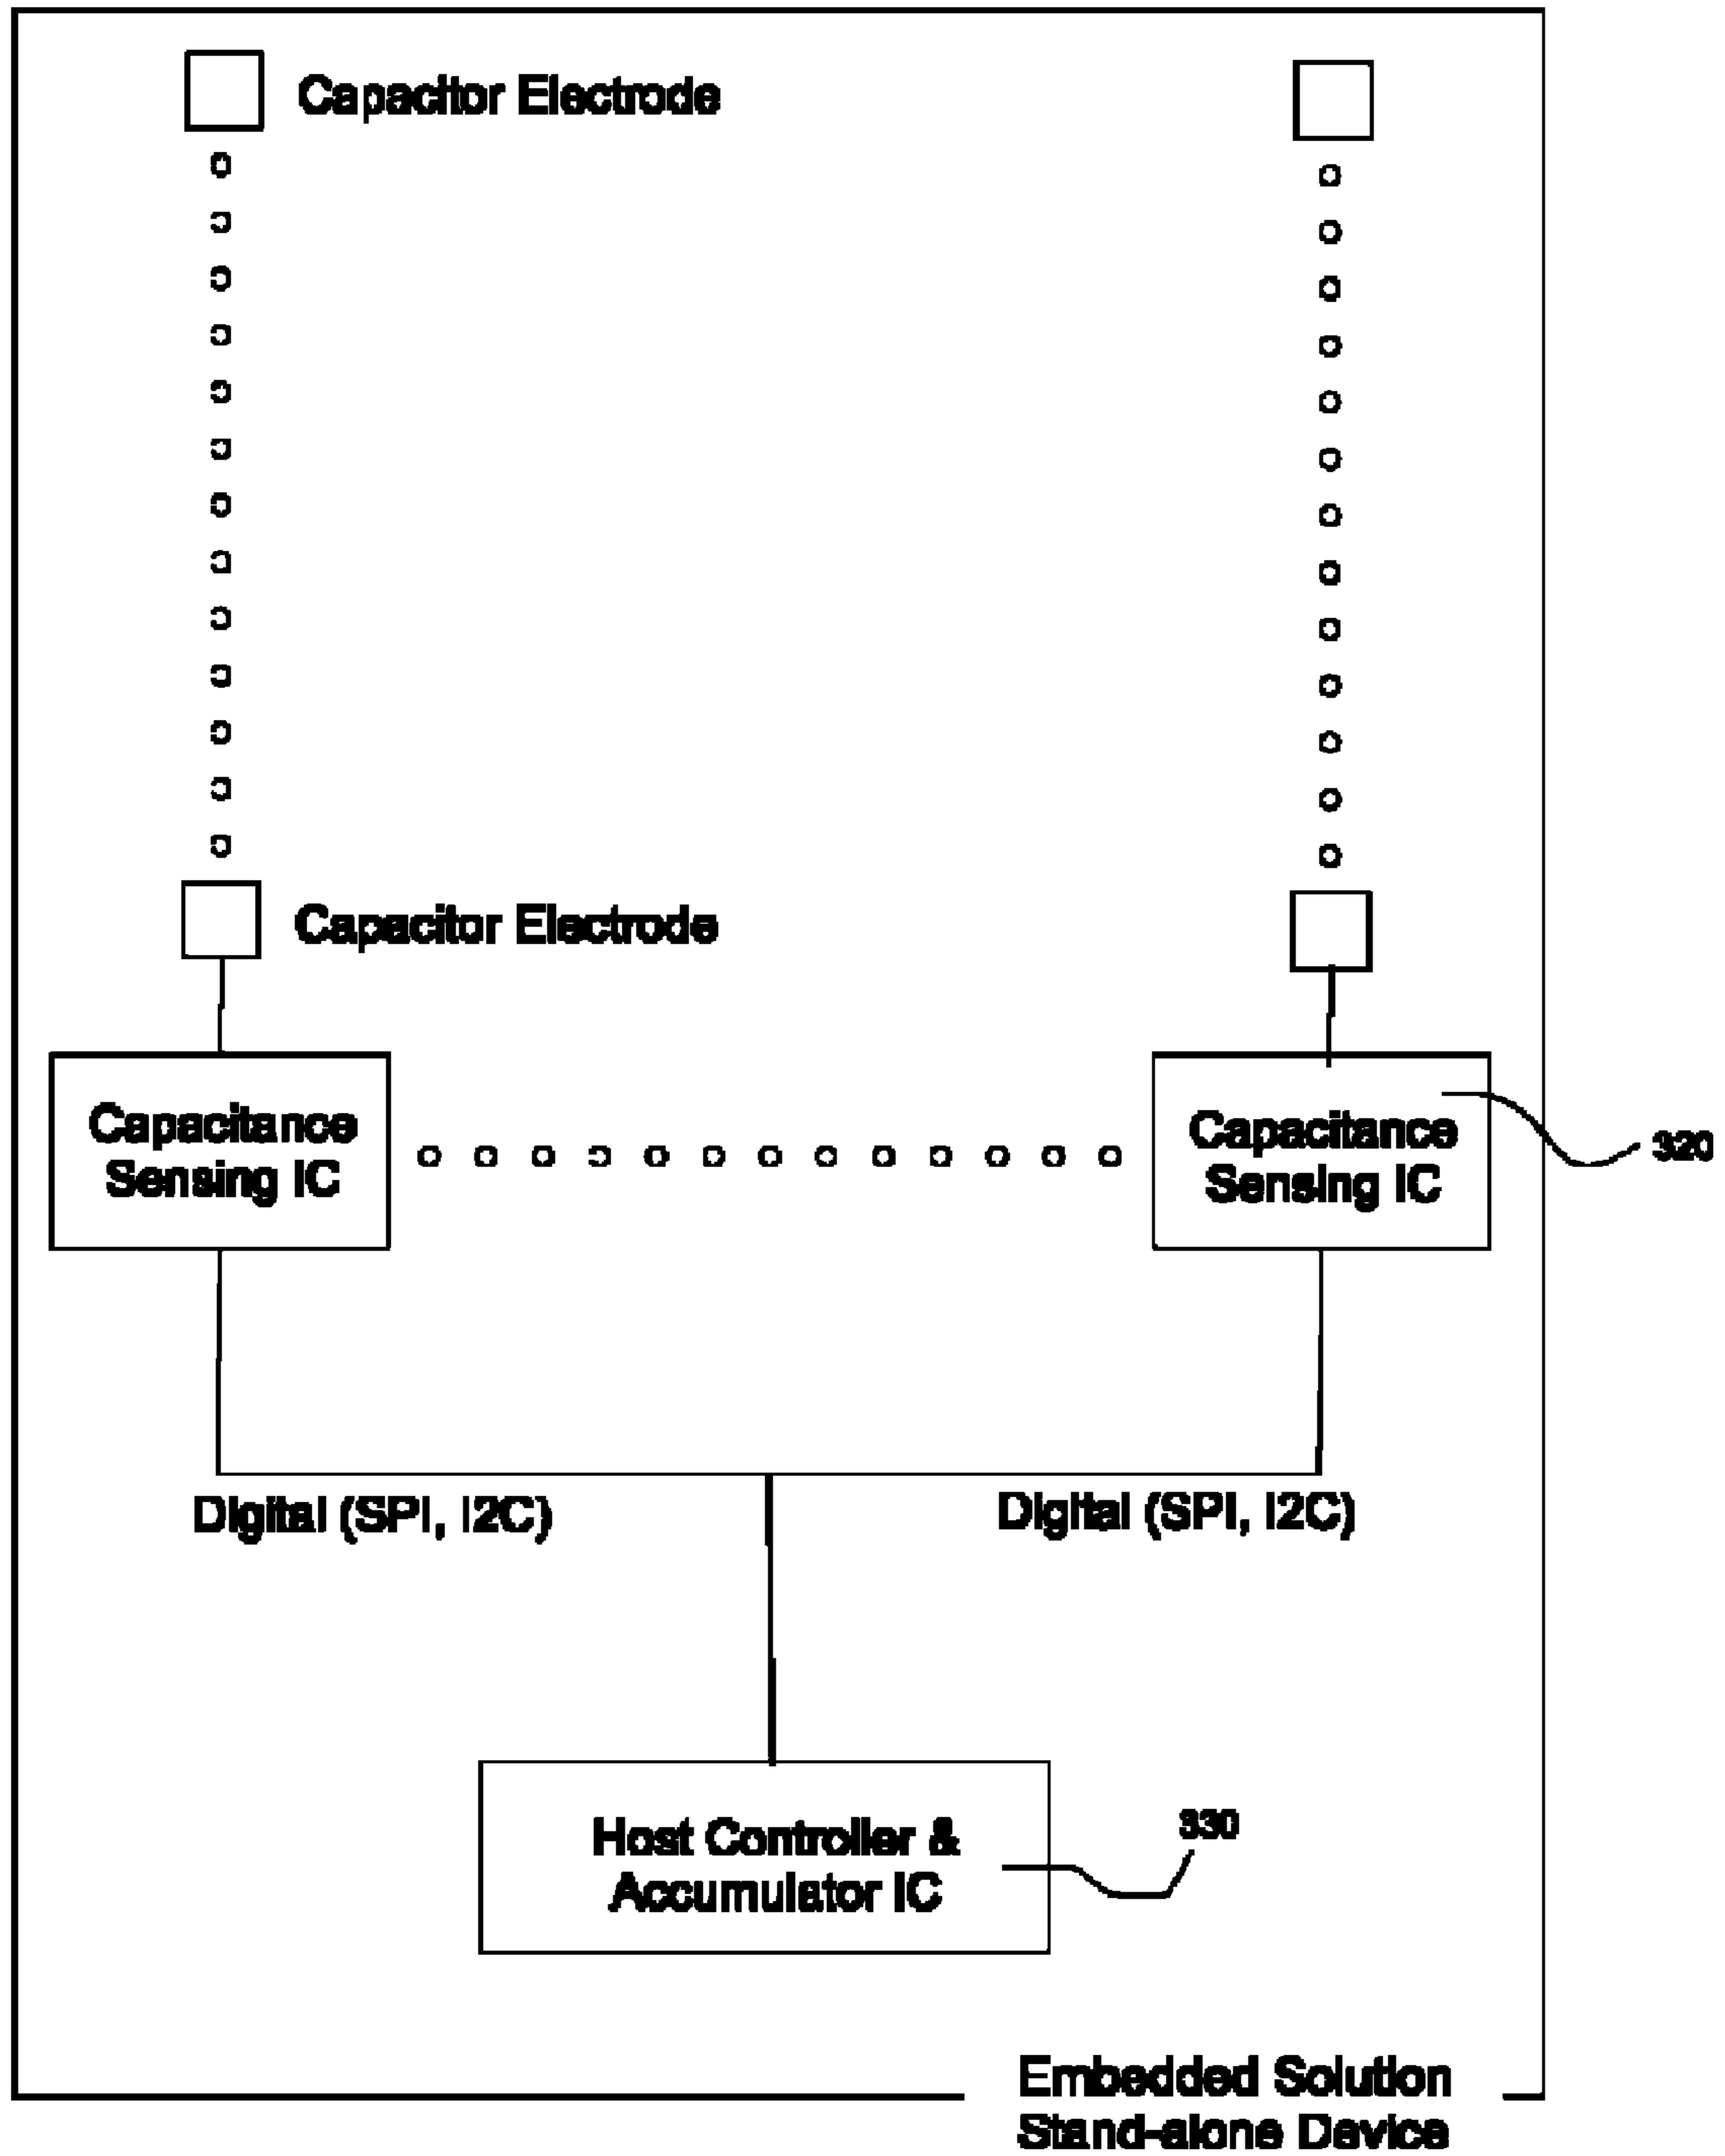 Capacitor Electrode
Capacitor Electrode
Capacitance
Sensing IC
Capacitance
Sensing IC
320
Digital (SPI, I2C)
Digital (SPI, I2C)
330
Host Controller &
Accumulator IC
Embedded Solution
Stand-alone Device